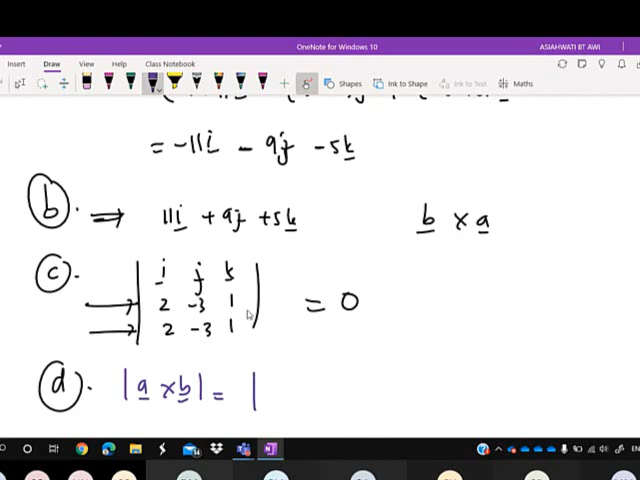 OneNote for Windows 10
ASIAHWATI BT AWI
Insert Draw View Help Class Notebook
Shapes Ink to Shape Ink to Text Maths
= -11i - 9j - 5k
b. ⇒ 11i + 9j + 5k b × a
c. | i j k |
| 2 -3 1 | = 0
| 2 -3 1 |
d. |a × b| = |